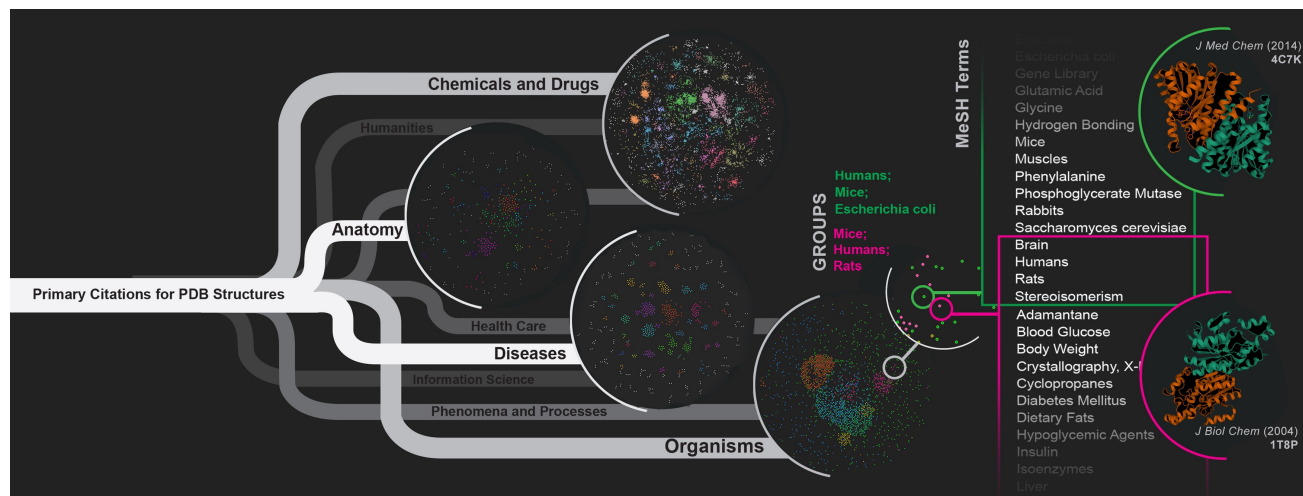 Primary Citations for PDB Structures
Chemicals and Drugs
Humanities
Anatomy
Health Care
Diseases
Information Science
Phenomena and Processes
Organisms
GROUPS
Humans;
Mice;
Escherichia coli
Mice;
Humans;
Rats
MeSH Terms
Escherichia coli
Gene Library
Glutamic Acid
Glycine
Hydrogen Bonding
Mice
Muscles
Phenylalanine
Phosphoglycerate Mutase
Rabbits
Saccharomyces cerevisiae
Brain
Humans
Rats
Stereoisomerism
Adamantane
Blood Glucose
Body Weight
Crystallography, X-
Cyclopropanes
Diabetes Mellitus
Dietary Fats
Hypoglycemic Agents
Insulin
Isoenzymes
Liver
J Med Chem (2014)
4C7K
J Biol Chem (2004)
1T8P